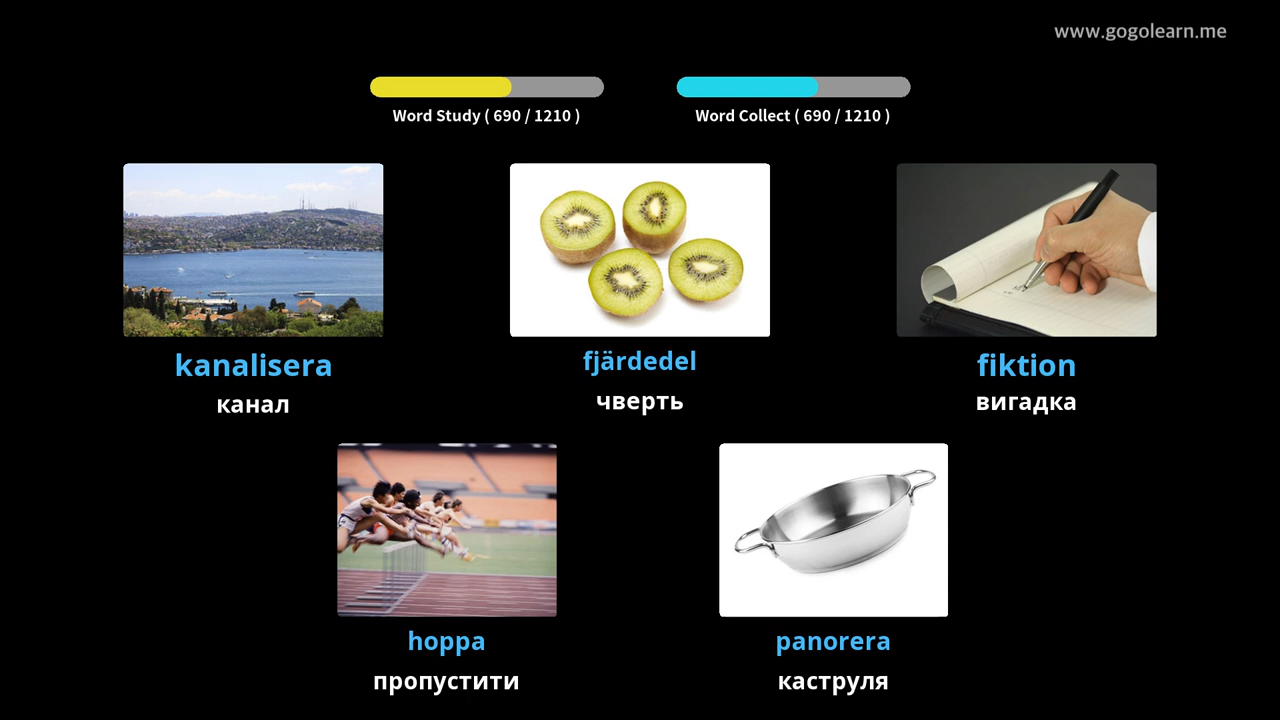 www.gogolearn.me
Word Study ( 690 / 1210 )
Word Collect ( 690 / 1210 )
kanalisera
канал
fjärdedel
чверть
fiktion
вигадка
hoppa
пропустити
panorera
каструля